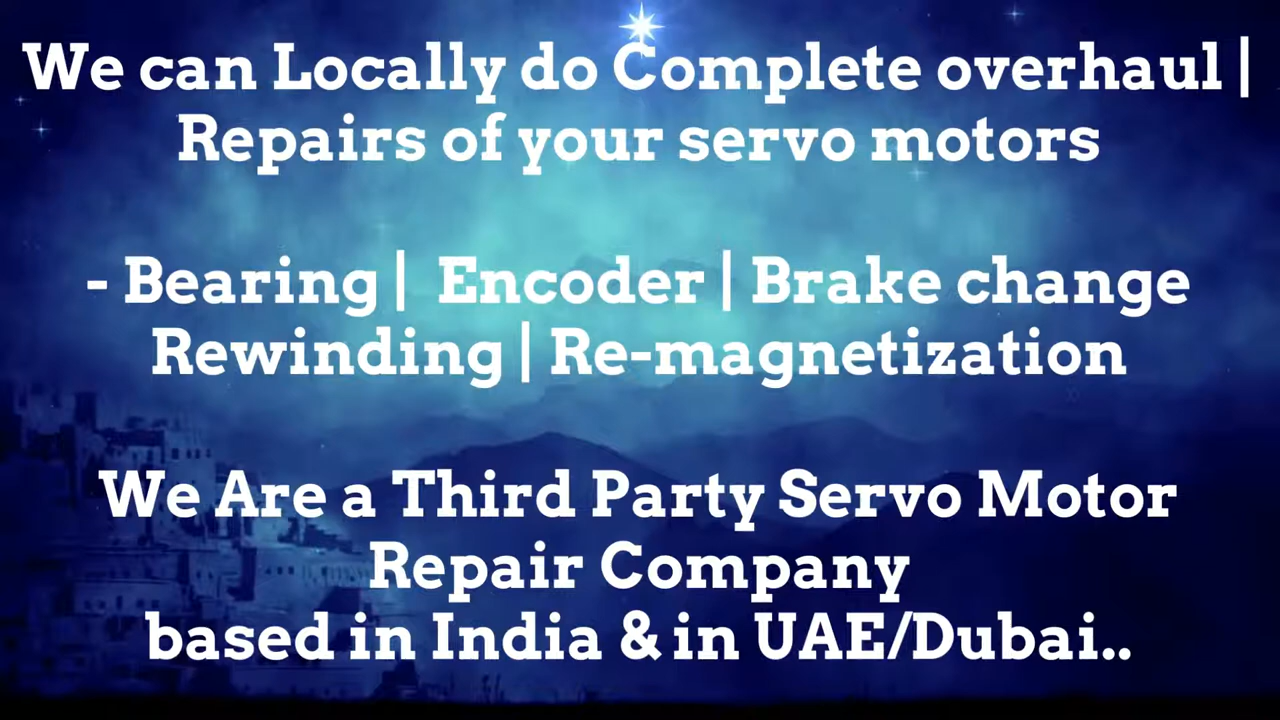 We can Locally do Complete overhaul |
Repairs of your servo motors
- Bearing | Encoder | Brake change
Rewinding | Re-magnetization
We Are a Third Party Servo Motor
Repair Company
based in India & in UAE/Dubai..